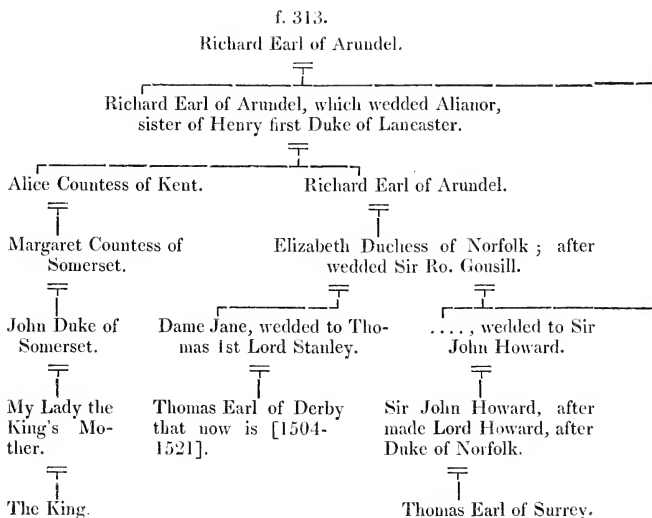 f. 313.
Richard Earl of Arundel.
Richard Earl of Arundel, which wedded Alianor,
sister of Henry first Duke of Lancaster.
Alice Countess of Kent.
Richard Earl of Arundel.
Margaret Countess of
Somerset.
Elizabeth Duchess of Norfolk ; after
wedded Sir Ro. Gousill.
John Duke of
Somerset.
Dame Jane, wedded to Tho-
mas 1st Lord Stanley.
...., wedded to Sir
John Howard.
My Lady the
King's Mo-
ther.
Thomas Earl of Derby
that now is [1504-
1521].
Sir John Howard, after
made Lord Howard, after
Duke of Norfolk.
The King.
Thomas Earl of Surrey.